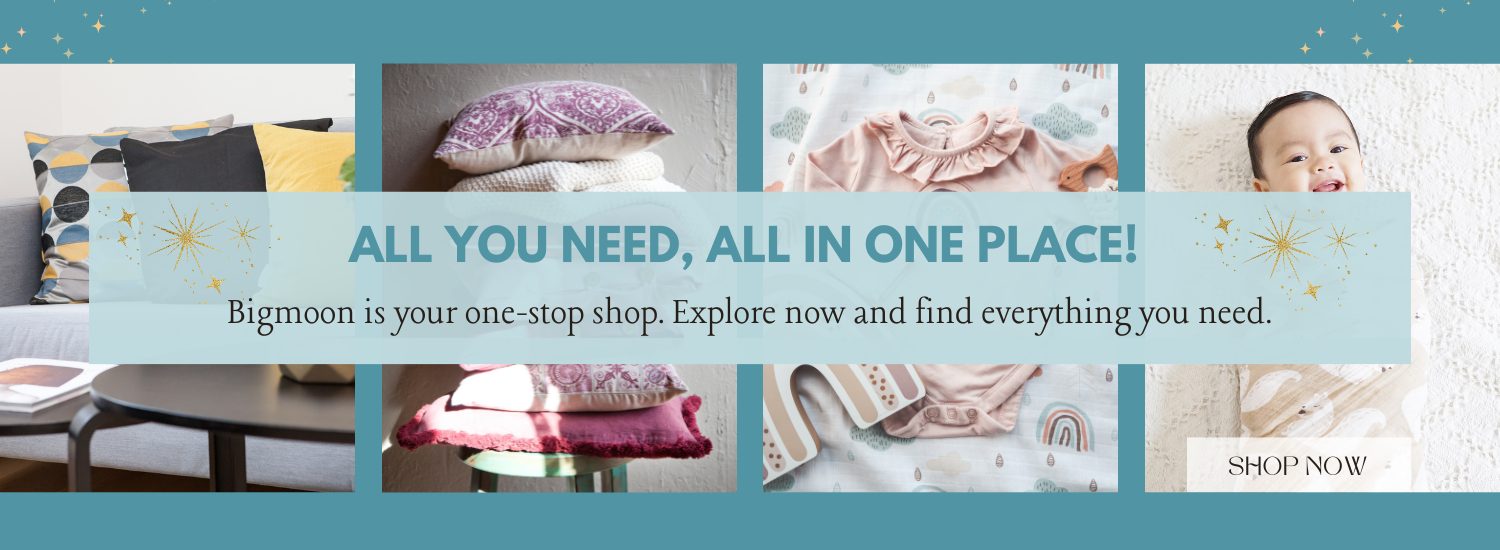 ALL YOU NEED, ALL IN ONE PLACE!
Bigmoon is your one-stop shop. Explore now and find everything you need.
SHOP NOW